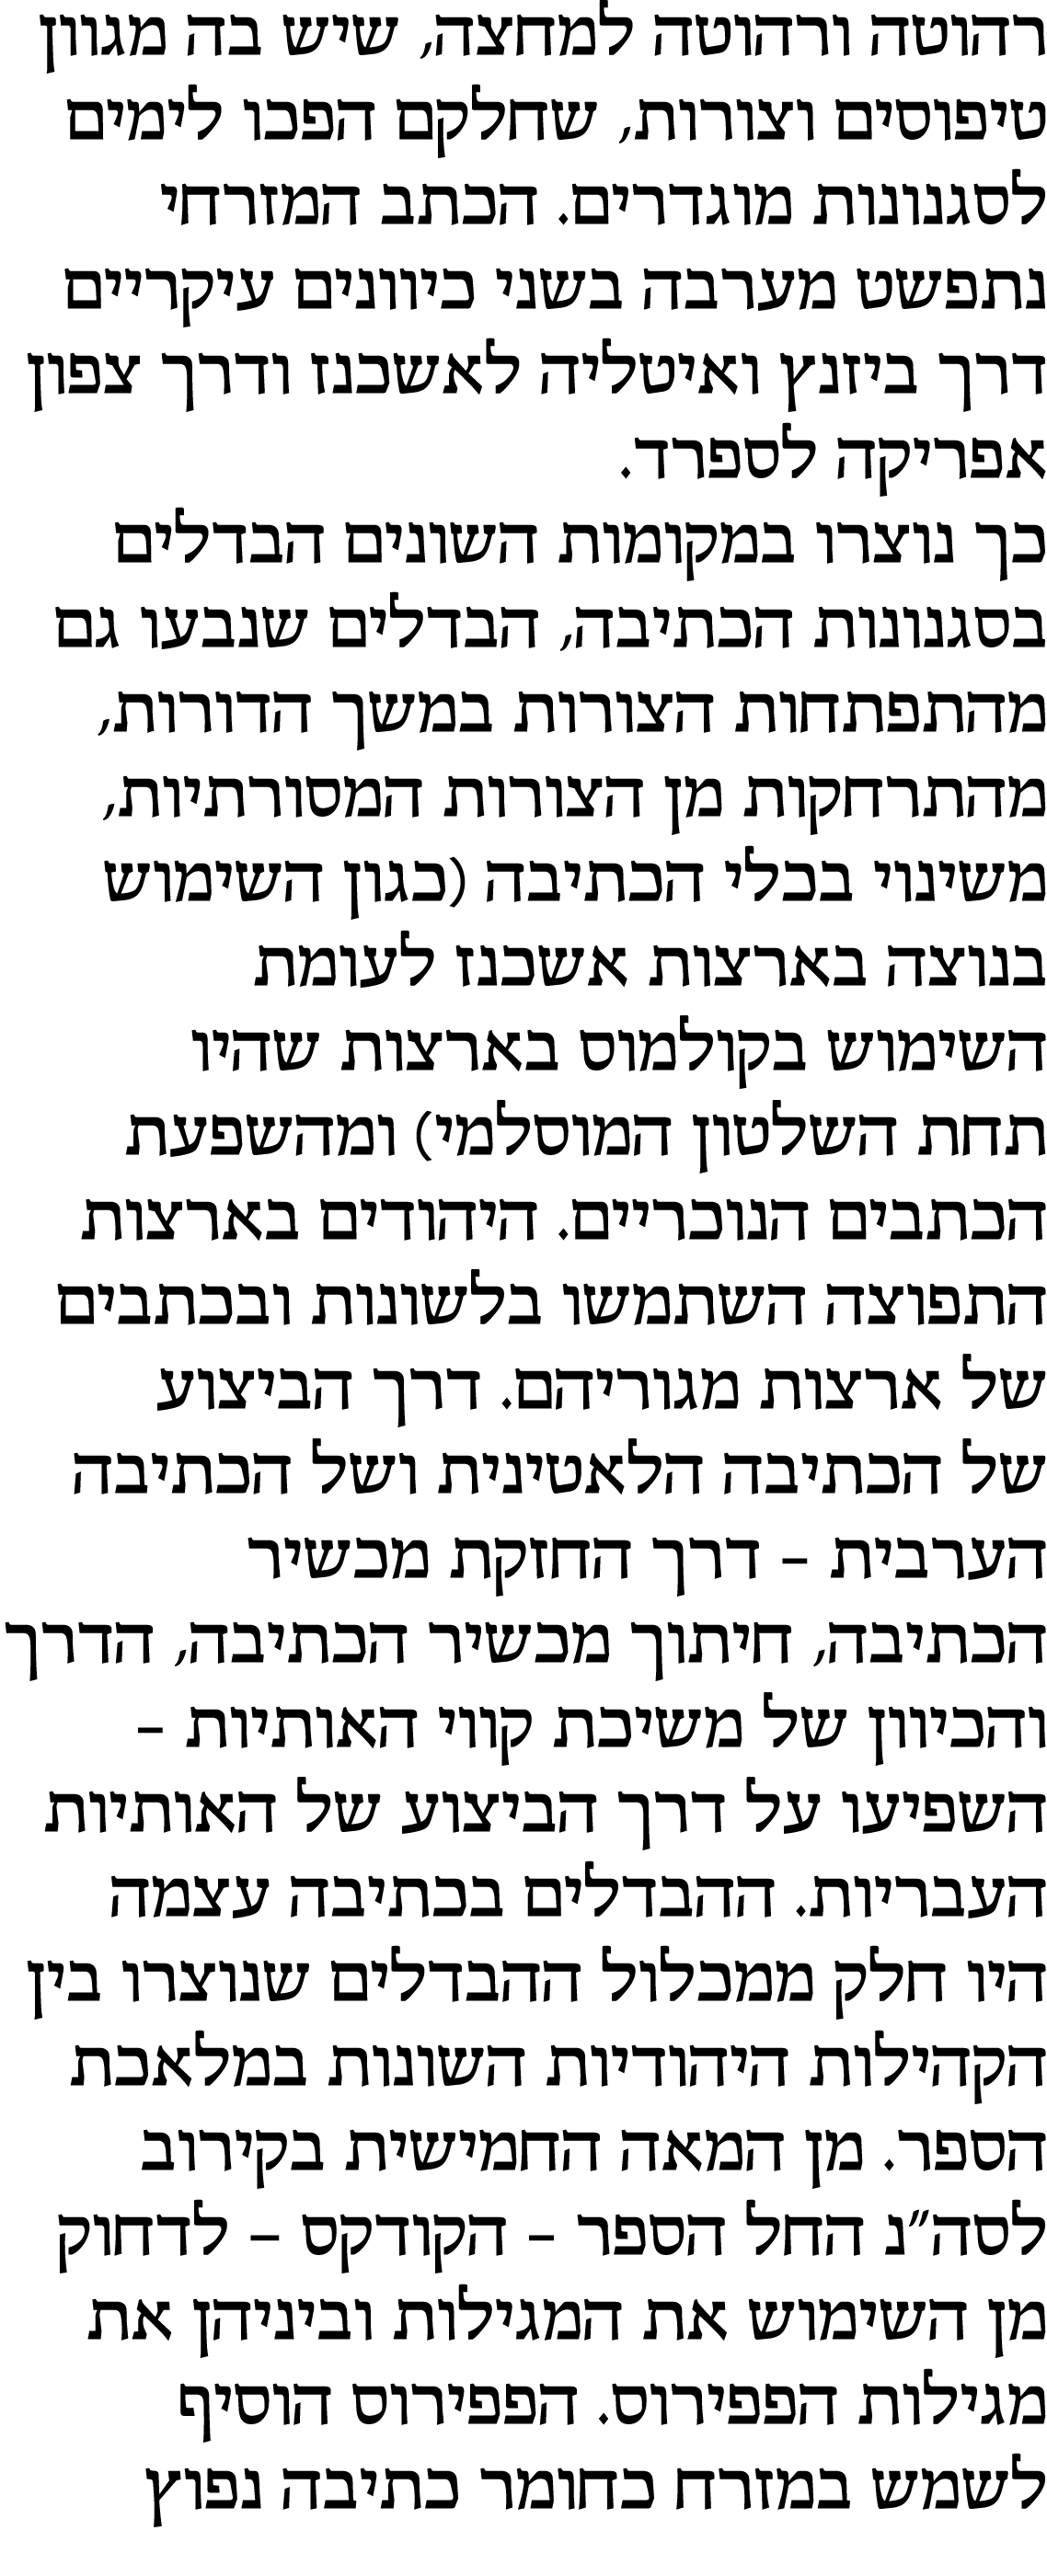 רהוטה ורהוטה למחצה, שיש בה מגוון
טיפוסים וצורות, שחלקם הפכו לימים
לסגנונות מוגדרים. הכתב המזרחי
נתפשט מערבה בשני כיוונים עיקריים
דרך ביזנץ ואיטליה לאשכנז ודרך צפון
אפריקה לספרד.
כך נוצרו במקומות השונים הבדלים
בסגנונות הכתיבה, הבדלים שנבעו גם
מהתפתחות הצורות במשך הדורות,
מהתרחקות מן הצורות המסורתיות,
משינוי בכלי הכתיבה (כגון השימוש
בנוצה בארצות אשכנז לעומת
השימוש בקולמוס בארצות שהיו
תחת השלטון המוסלמי) ומהשפעת
הכתבים הנוכריים. היהודים בארצות
התפוצה השתמשו בלשונות ובכתבים
של ארצות מגוריהם. דרך הביצוע
של הכתיבה הלאטינית ושל הכתיבה
הערבית – דרך החזקת מכשיר
הכתיבה, חיתוך מכשיר הכתיבה, הדרך
והכיוון של משיכת קווי האותיות –
השפיעו על דרך הביצוע של האותיות
העבריות. ההבדלים בכתיבה עצמה
היו חלק ממכלול ההבדלים שנוצרו בין
הקהילות היהודיות השונות במלאכת
הספר. מן המאה החמישית בקירוב
לסה״נ החל הספר – הקודקס – לדחוק
מן השימוש את המגילות וביניהן את
מגילות הפפירוס. הפפירוס הוסיף
לשמש במזרח כחומר כתיבה נפוץ